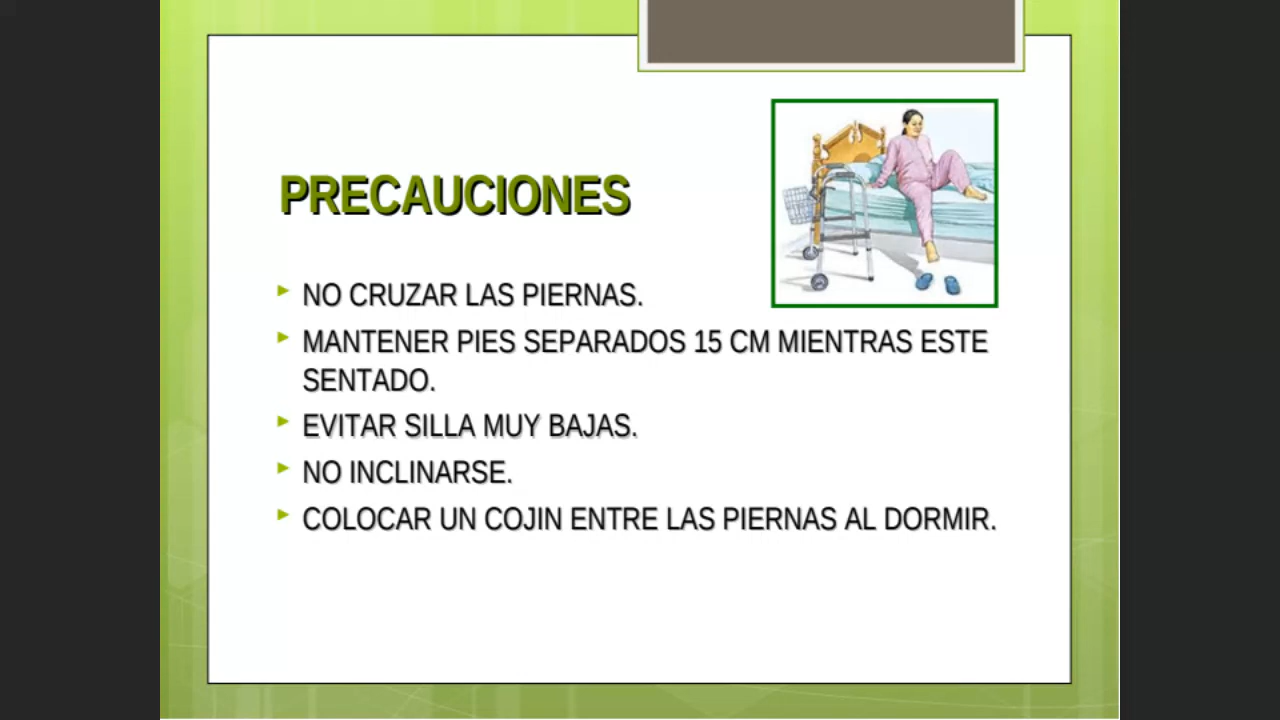 PRECAUCIONES
NO CRUZAR LAS PIERNAS.
MANTENER PIES SEPARADOS 15 CM MIENTRAS ESTE
SENTADO.
EVITAR SILLA MUY BAJAS.
NO INCLINARSE.
COLOCAR UN COJIN ENTRE LAS PIERNAS AL DORMIR.